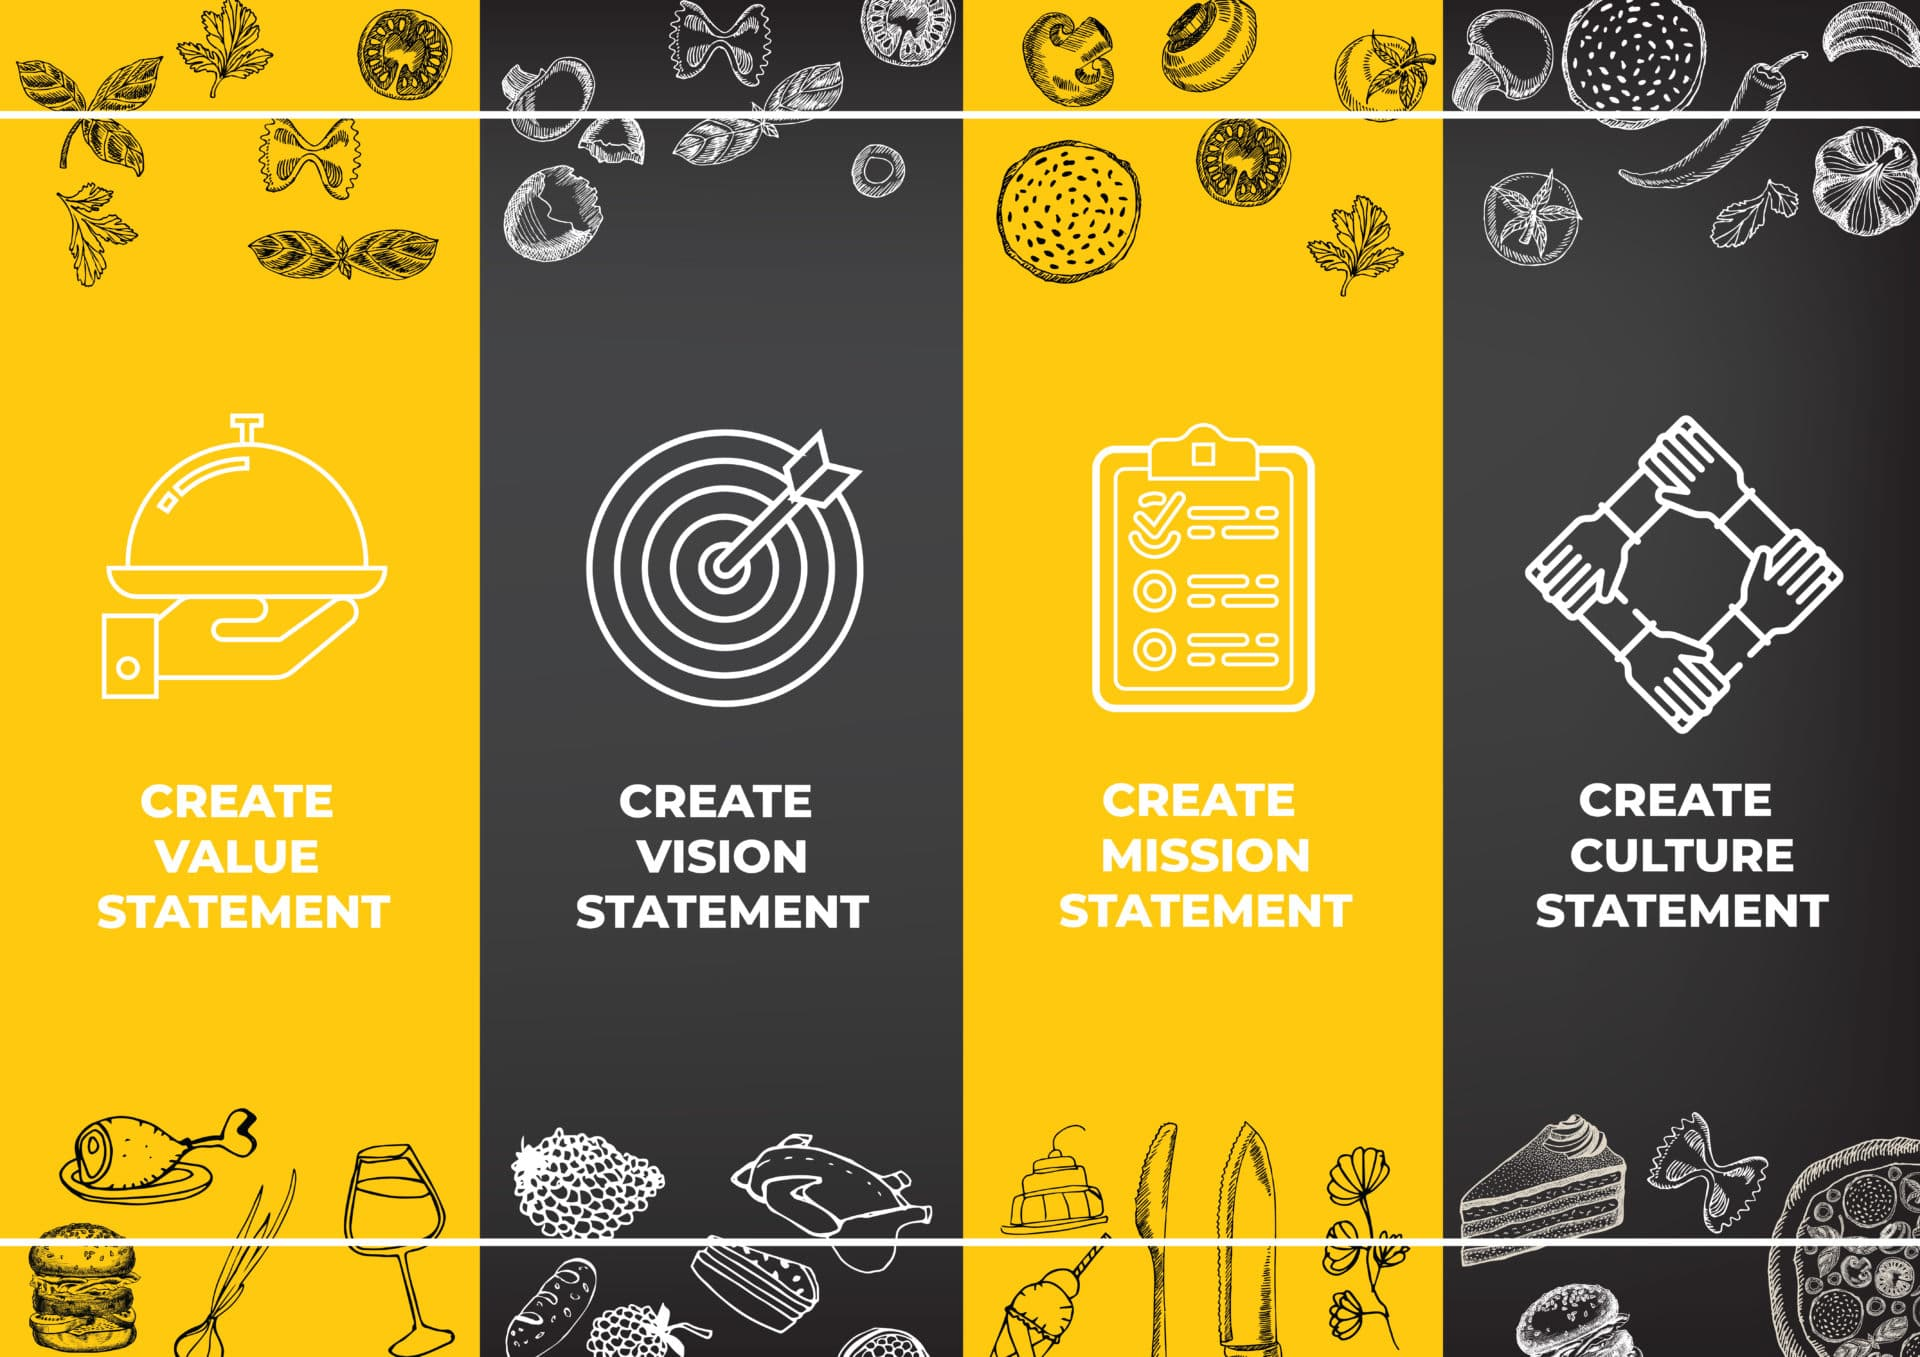 CREATE
VALUE
STATEMENT
CREATE
VISION
STATEMENT
CREATE
MISSION
STATEMENT
CREATE
CULTURE
STATEMENT